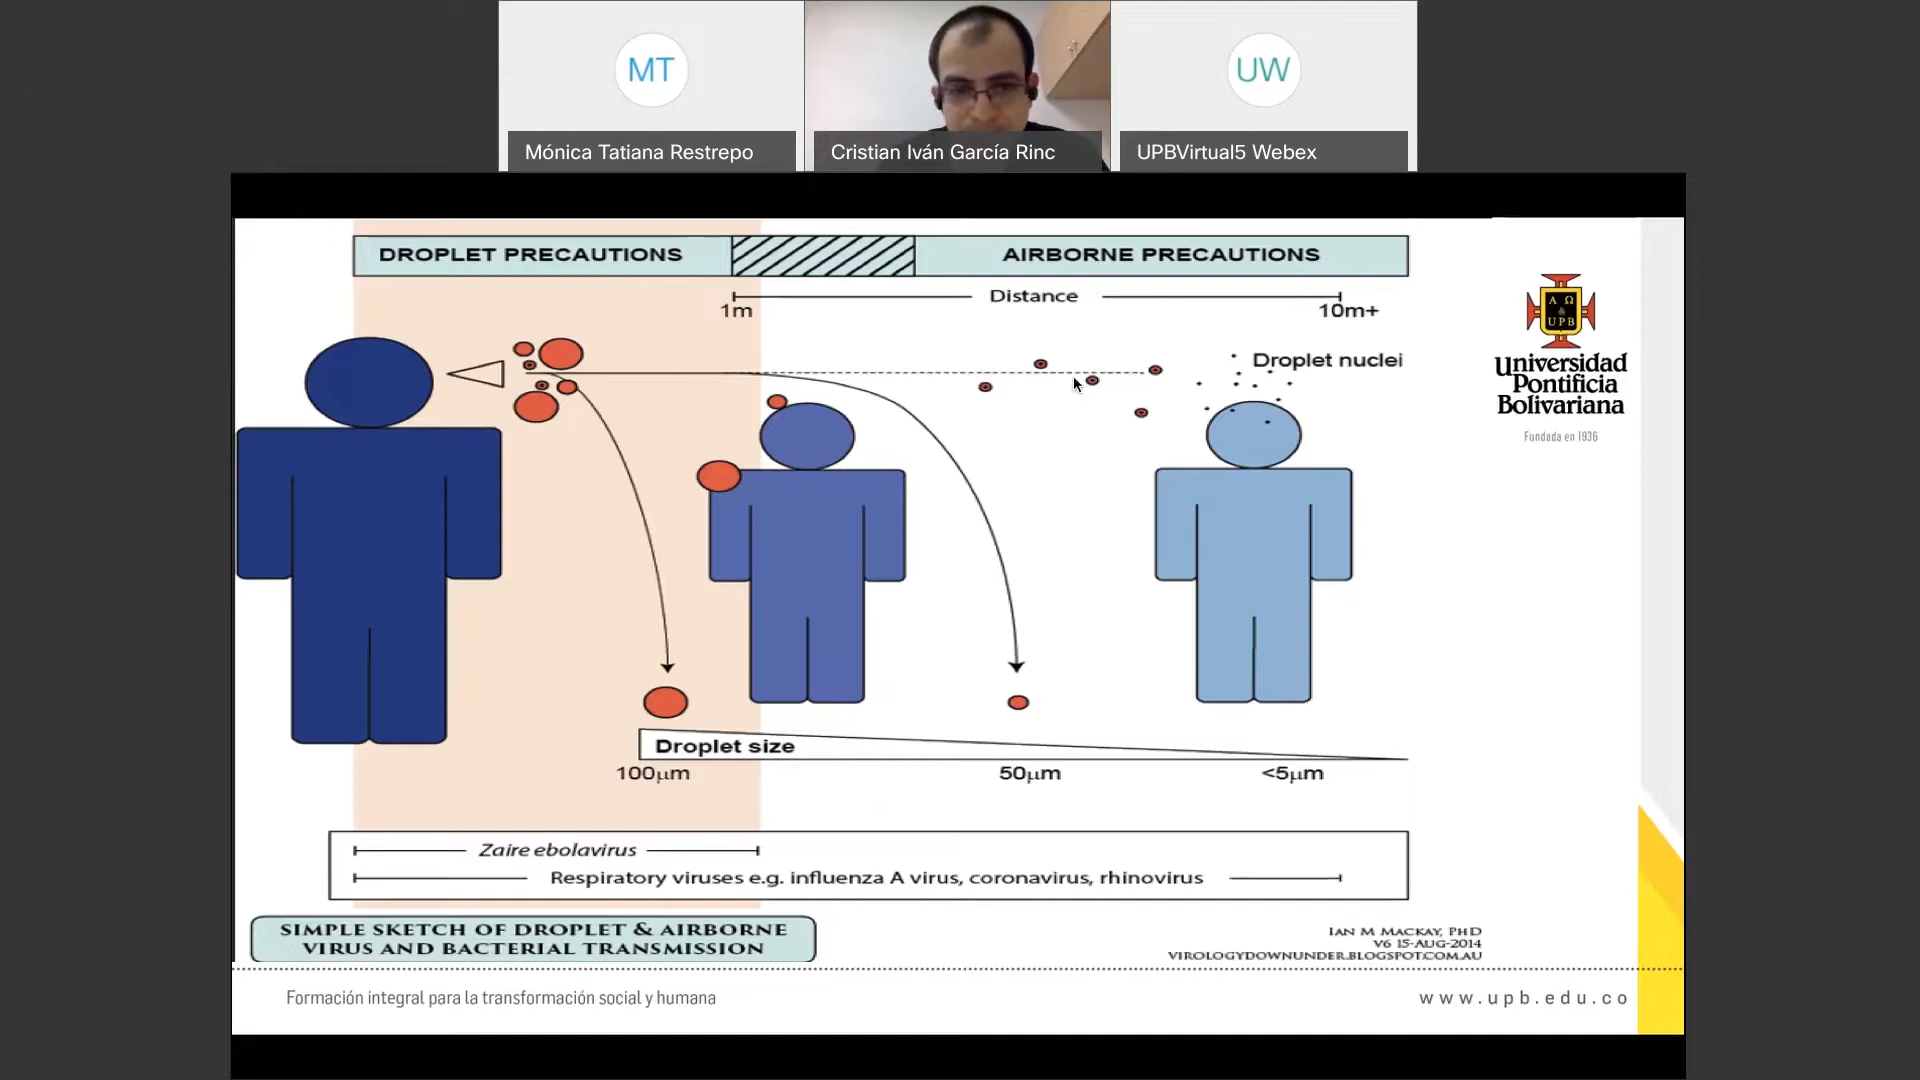 MT
UW
Mónica Tatiana Restrepo
Cristian Iván García Rinc
UPBVirtual5 Webex
DROPLET PRECAUTIONS
AIRBORNE PRECAUTIONS
Distance
1m
10m+
Droplet nuclei
Α Ω
UPB
Universidad
Pontificia
Bolivariana
Fundada en 1936
Droplet size
100µm
50µm
<5µm
Zaire ebolavirus
Respiratory viruses e.g. influenza A virus, coronavirus, rhinovirus
SIMPLE SKETCH OF DROPLET & AIRBORNE
VIRUS AND BACTERIAL TRANSMISSION
IAN M MACKAY, PHD
V6 15-AUG-2014
VIROLOGYDOWNUNDER.BLOGSPOT.COM.AU
Formación integral para la transformación social y humana
www.upb.edu.co